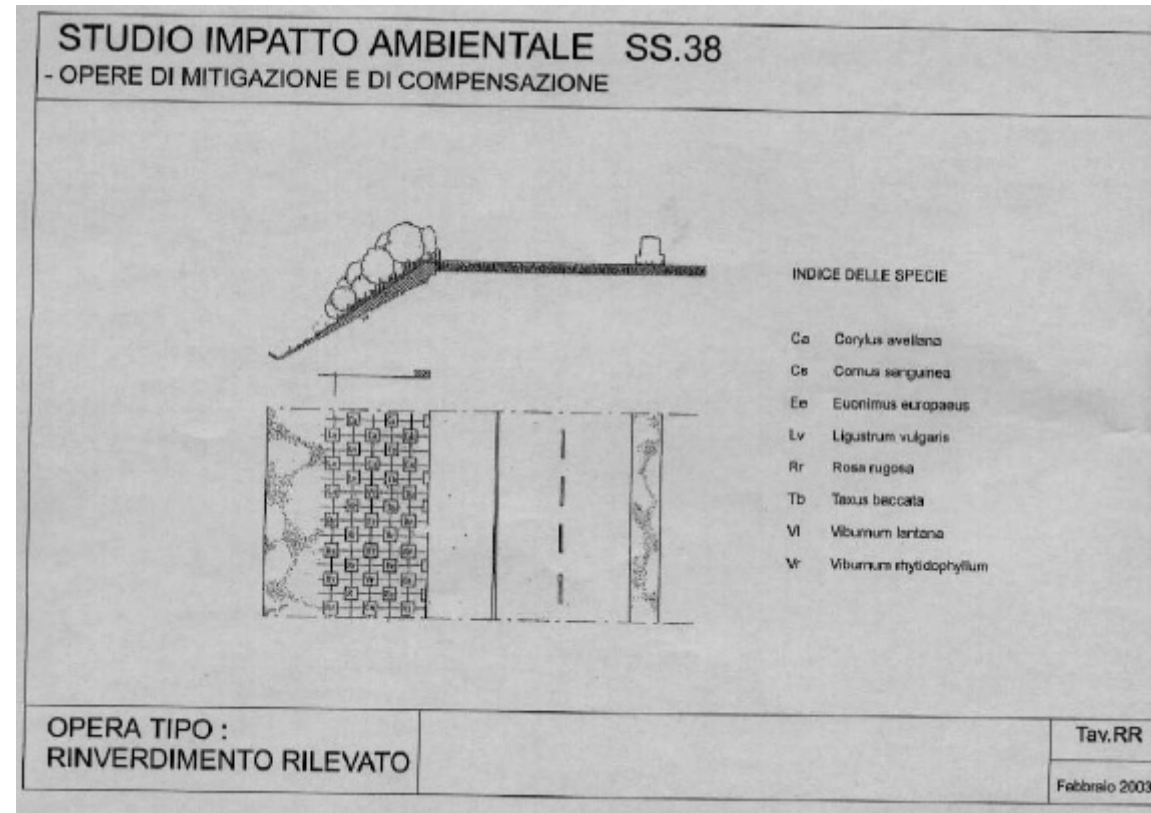 STUDIO IMPATTO AMBIENTALE SS.38
- OPERE DI MITIGAZIONE E DI COMPENSAZIONE
INDICE DELLE SPECIE
Ca Corylus avellana
Cs Cornus sanguinea
Ee Euonimus europaeus
Lv Ligustrum vulgaris
Rr Rosa rugosa
Tb Taxus baccata
Vl Viburnum lantana
Vr Viburnum rhytidophyllum
OPERA TIPO :
RINVERDIMENTO RILEVATO
Tav.RR
Febbraio 2003